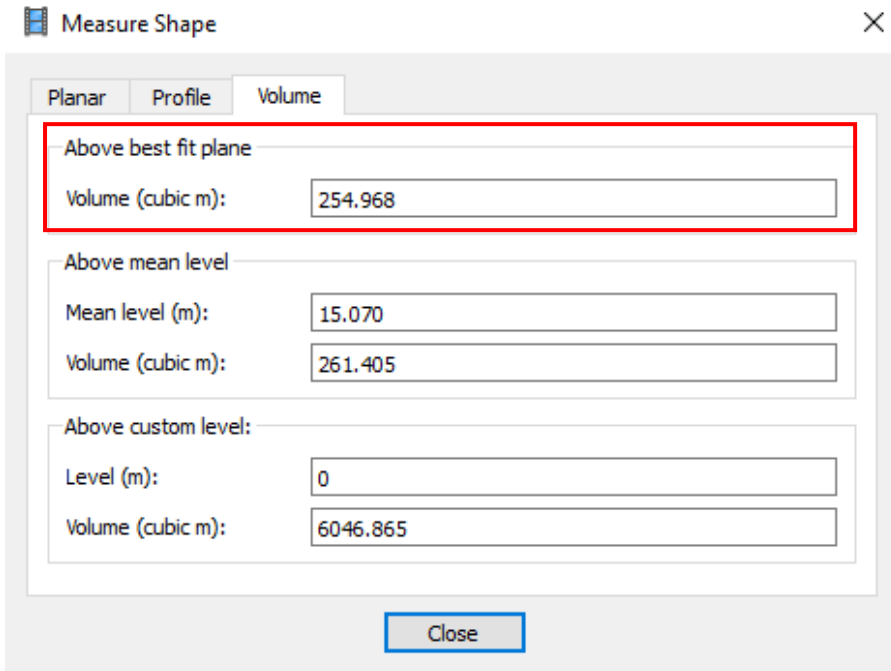 Measure Shape
Planar Profile Volume
Above best fit plane
Volume (cubic m): 254.968
Above mean level
Mean level (m): 15.070
Volume (cubic m): 261.405
Above custom level:
Level (m): 0
Volume (cubic m): 6046.865
Close